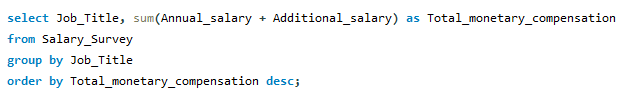 select Job_Title, sum(Annual_salary + Additional_salary) as Total_monetary_compensation
from Salary_Survey
group by Job_Title
order by Total_monetary_compensation desc;